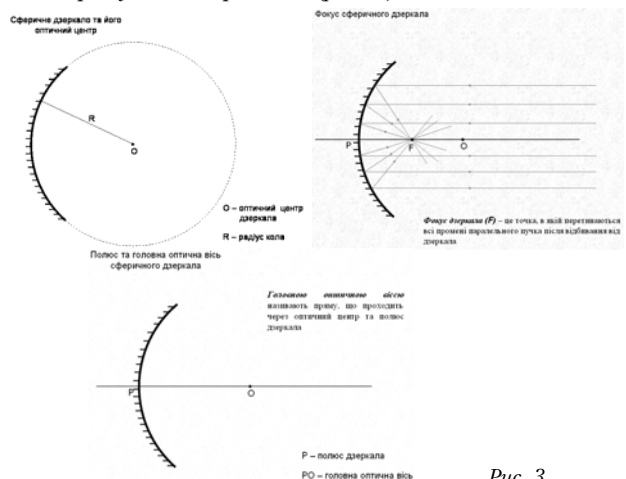 Сферичне дзеркало та його
оптичний центр
R
O
O – оптичний центр
дзеркала
R – радіус кола
Фокус сферичного дзеркала
P
F
O
Фокус дзеркала (F) – це точка, в якій перетинаються
всі промені паралельного пучка після відбивання від
дзеркала
Полюс та головна оптична вісь
сферичного дзеркала
Головною оптичною віссю
називають пряму, що проходить
через оптичний центр та полюс
дзеркала
P
O
P – полюс дзеркала
PO – головна оптична вісь
Рис. 3